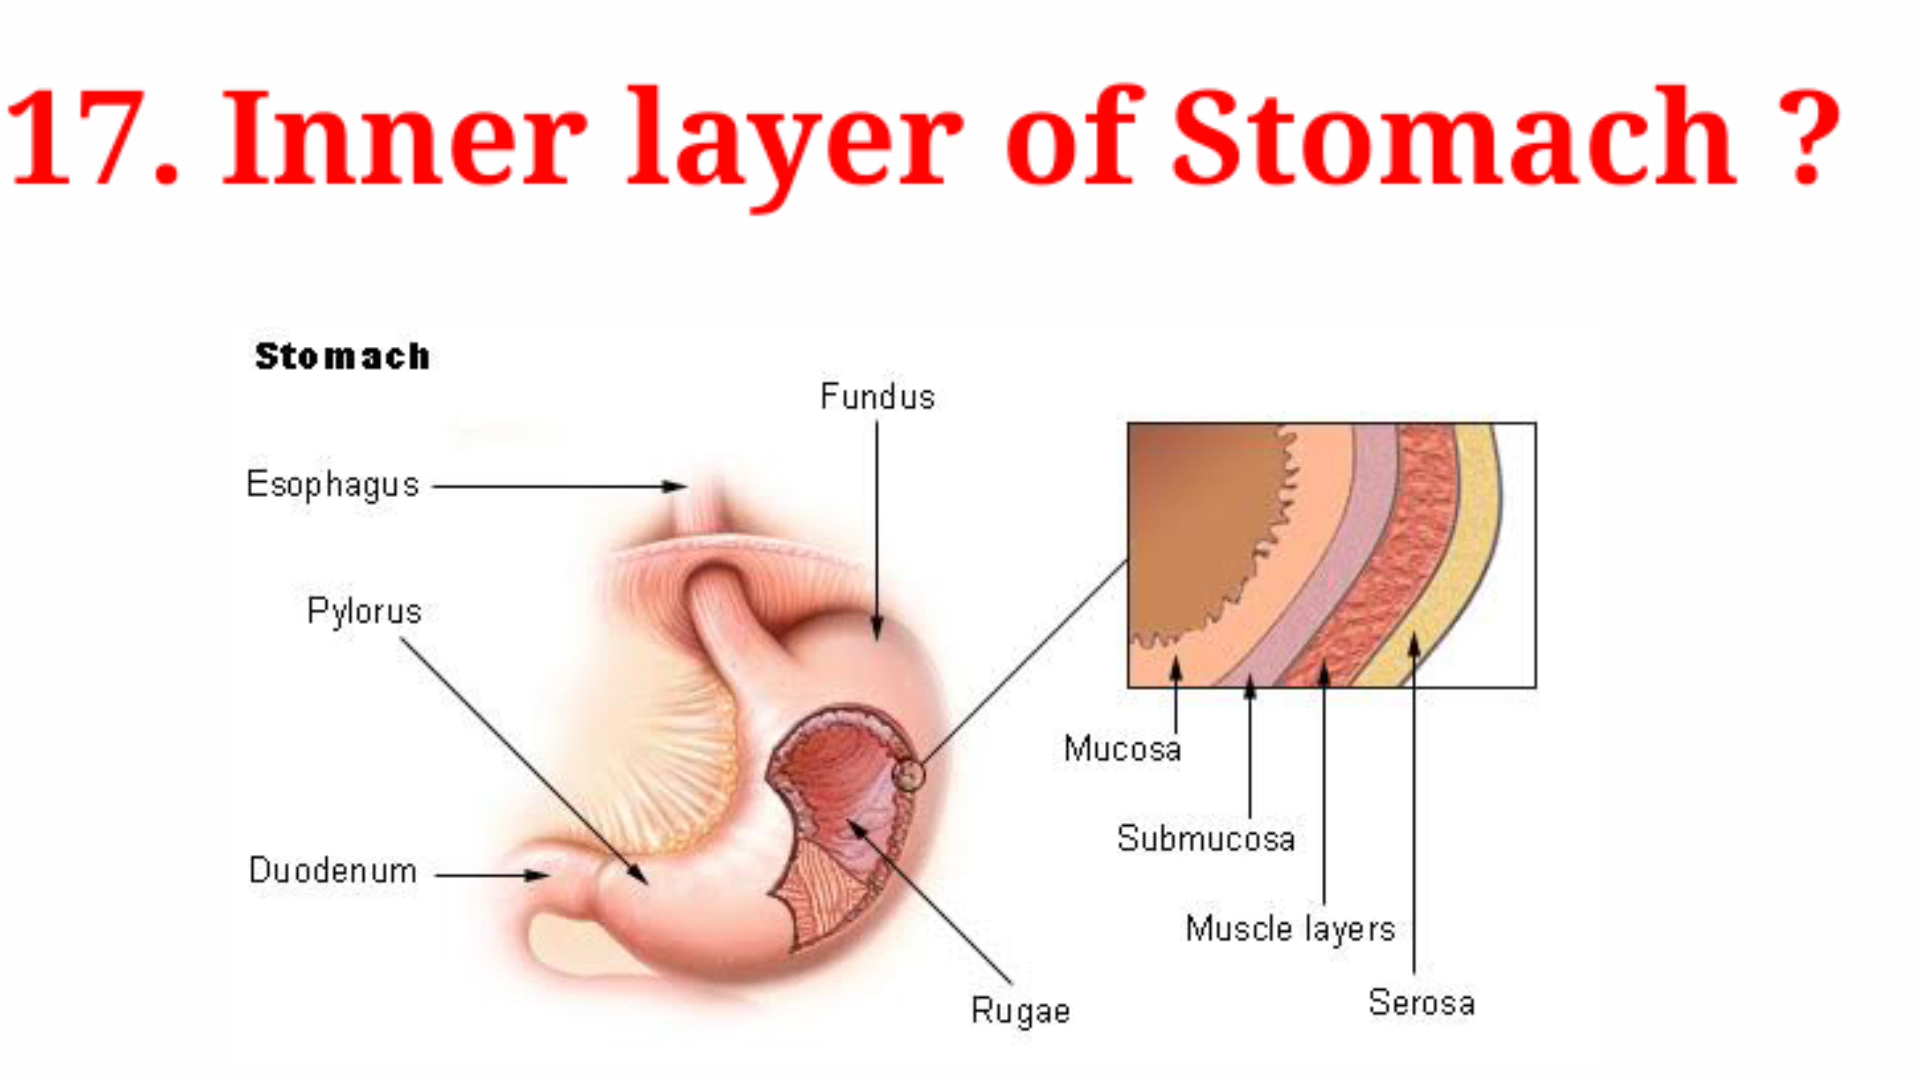 17. Inner layer of Stomach ?
Stomach
Fundus
Esophagus
Pylorus
Mucosa
Submucosa
Duodenum
Muscle layers
Serosa
Rugae